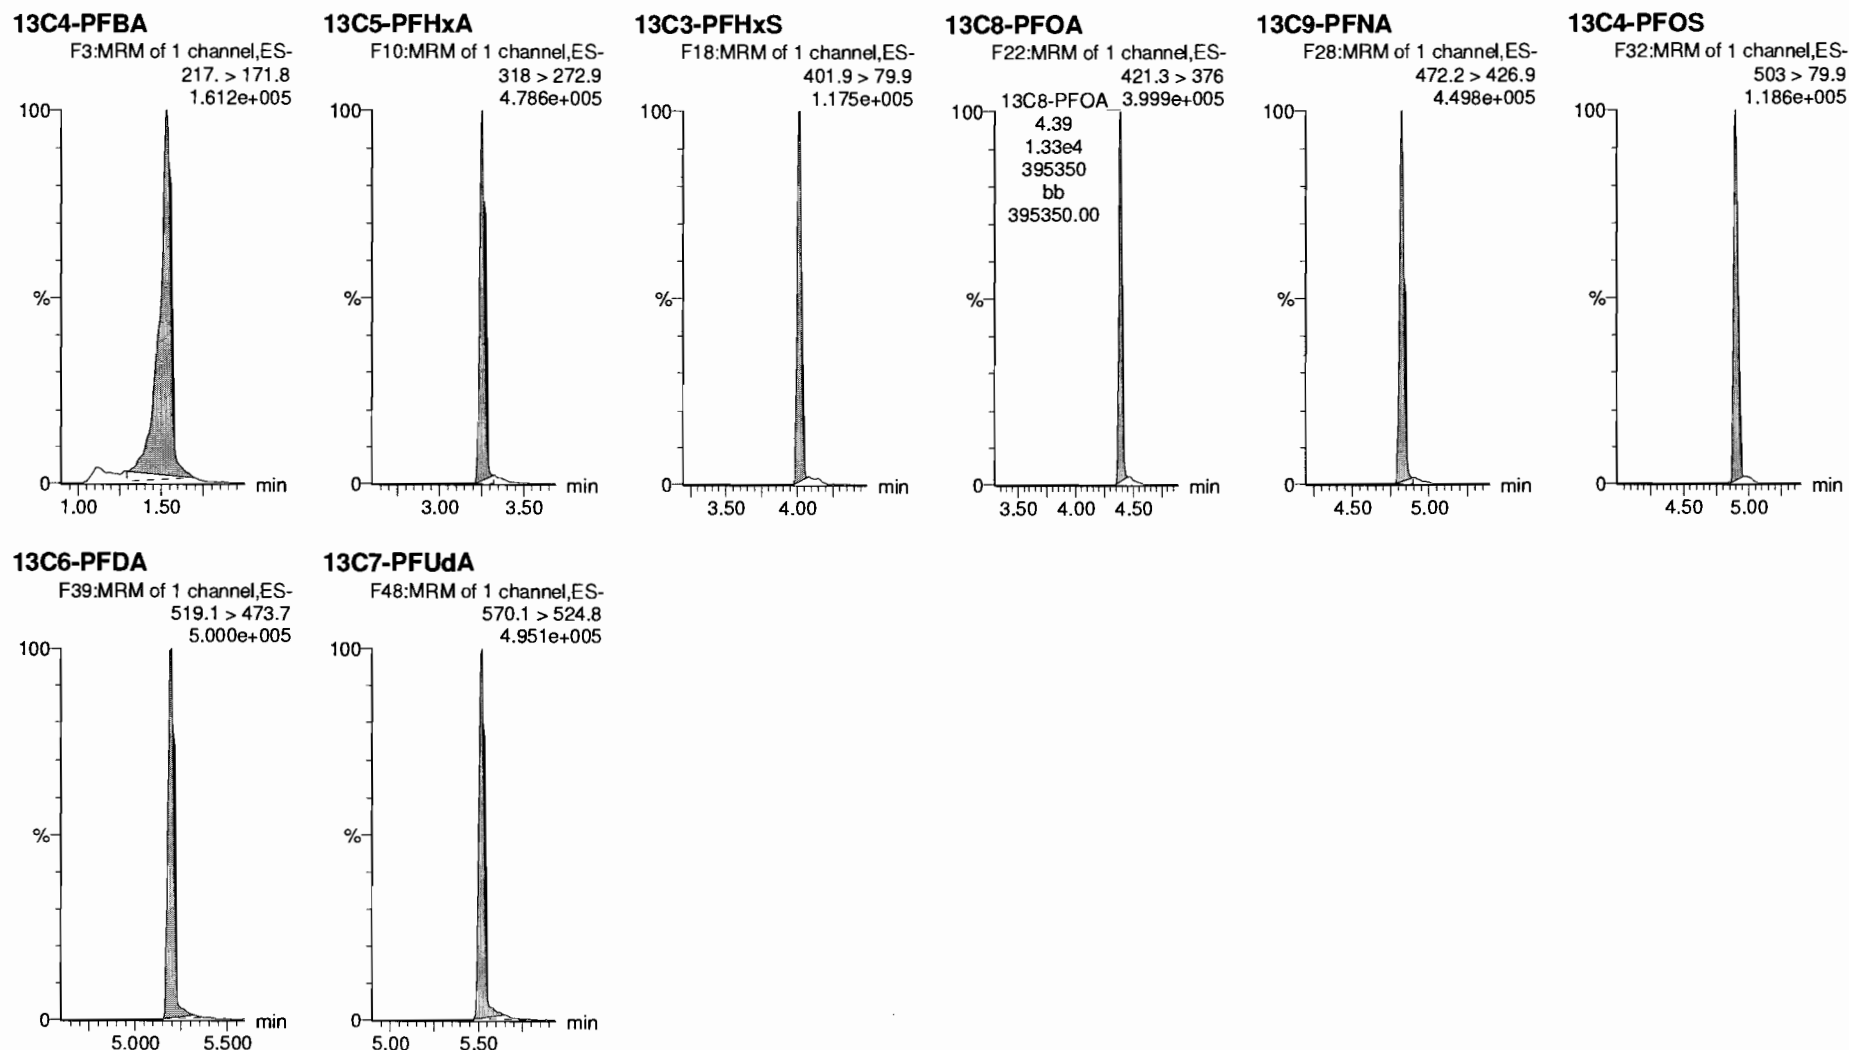 13C4-PFBA
F3:MRM of 1 channel,ES-
217. > 171.8
1.612e+005
100
%
0
min
1.00 1.50
13C5-PFHxA
F10:MRM of 1 channel,ES-
318 > 272.9
4.786e+005
100
%
0
min
3.00 3.50
13C3-PFHxS
F18:MRM of 1 channel,ES-
401.9 > 79.9
1.175e+005
100
%
0
min
3.50 4.00
13C8-PFOA
F22:MRM of 1 channel,ES-
421.3 > 376
13C8-PFOA 3.999e+005
100
4.39
1.33e4
395350
bb
395350.00
%
0
min
3.50 4.00 4.50
13C9-PFNA
F28:MRM of 1 channel,ES-
472.2 > 426.9
4.498e+005
100
%
0
min
4.50 5.00
13C4-PFOS
F32:MRM of 1 channel,ES-
503 > 79.9
1.186e+005
100
%
0
min
4.50 5.00
13C6-PFDA
F39:MRM of 1 channel,ES-
519.1 > 473.7
5.000e+005
100
%
0
min
5.000 5.500
13C7-PFUdA
F48:MRM of 1 channel,ES-
570.1 > 524.8
4.951e+005
100
%
0
min
5.00 5.50